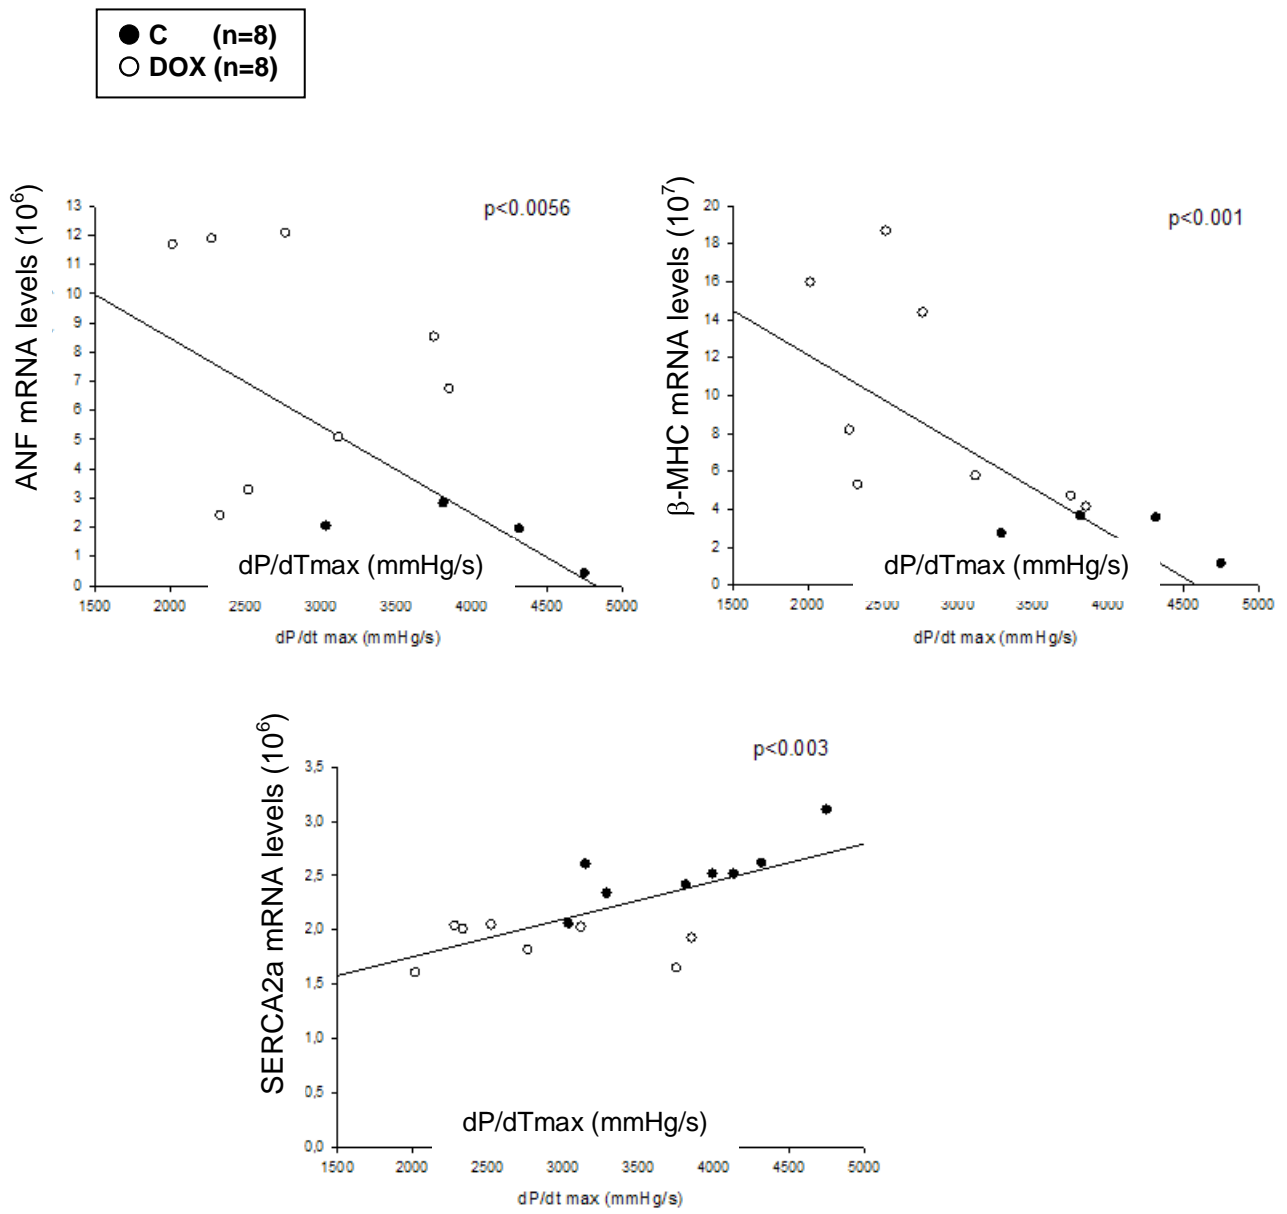 C (n=8)
DOX (n=8)
ANF mRNA levels (10⁶)
p<0.0056
13
12
11
10
9
8
7
6
5
4
3
2
1
0
dP/dTmax (mmHg/s)
1500 2000 2500 3000 3500 4000 4500 5000
dP/dt max (mmHg/s)
β-MHC mRNA levels (10⁷)
p<0.001
20
18
16
14
12
10
8
6
4
2
0
dP/dTmax (mmHg/s)
1500 2000 2500 3000 3500 4000 4500 5000
dP/dt max (mmHg/s)
SERCA2a mRNA levels (10⁶)
p<0.003
3,5
3,0
2,5
2,0
1,5
1,0
0,5
0,0
dP/dTmax (mmHg/s)
1500 2000 2500 3000 3500 4000 4500 5000
dP/dt max (mmHg/s)